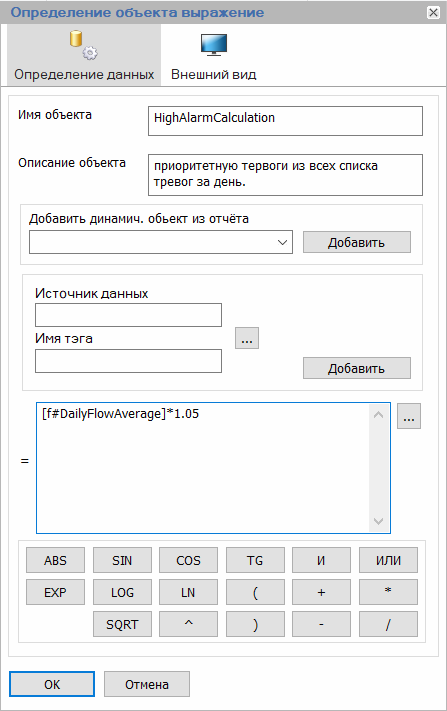 Определение объекта выражение
Определение данных
Внешний вид
Имя объекта
HighAlarmCalculation
Описание объекта
приоритетную тервоги из всех списка
тревог за день.
Добавить динамич. обьект из отчёта
Добавить
Источник данных
Имя тэга
...
Добавить
=
[f#DailyFlowAverage]*1.05
...
ABS SIN COS TG И ИЛИ
EXP LOG LN ( + *
SQRT ^ ) - /
OK
Отмена